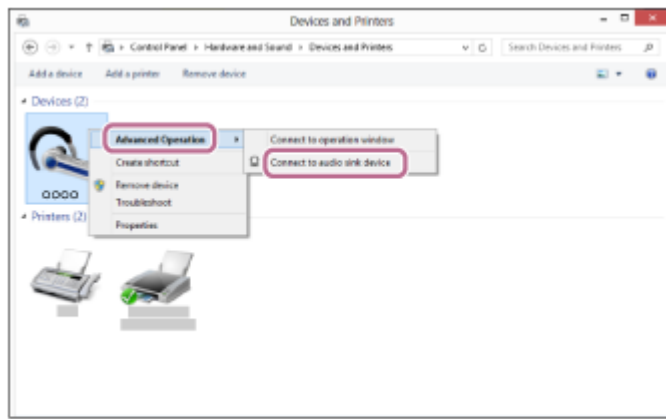 Devices and Printers
Control Panel › Hardware and Sound › Devices and Printers
Search Devices and Printers
Add a device Add a printer Remove device
Devices (2)
Advanced Operation
Connect to operation window
Create shortcut
Connect to audio sink device
Remove device
OOOO
Troubleshoot
Printers (2)
Properties